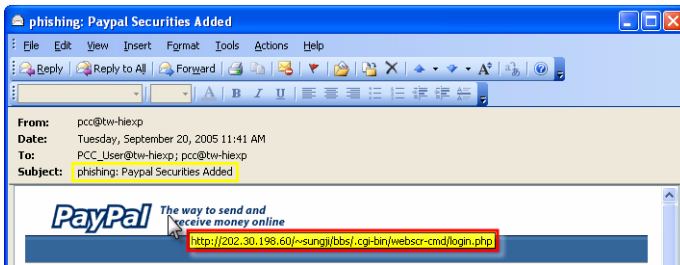 phishing: Paypal Securities Added
File Edit View Insert Format Tools Actions Help
Reply Reply to All Forward
A B I U
From: pcc@tw-hiexp
Date: Tuesday, September 20, 2005 11:41 AM
To: PCC_User@tw-hiexp; pcc@tw-hiexp
Subject: phishing: Paypal Securities Added
PayPal The way to send and
receive money online
http://202.30.198.60/~sungji/bbs/.cgi-bin/webscr-cmd/login.php